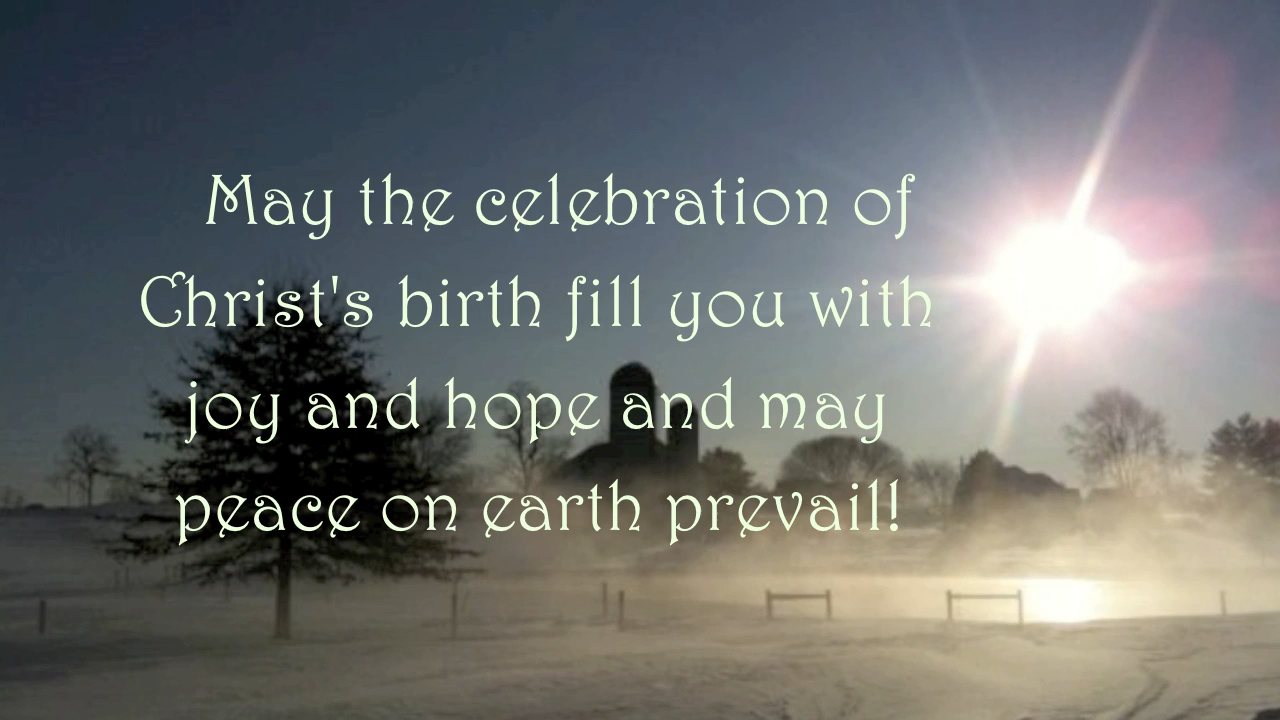 May the celebration of
Christ's birth fill you with
joy and hope and may
peace on earth prevail!